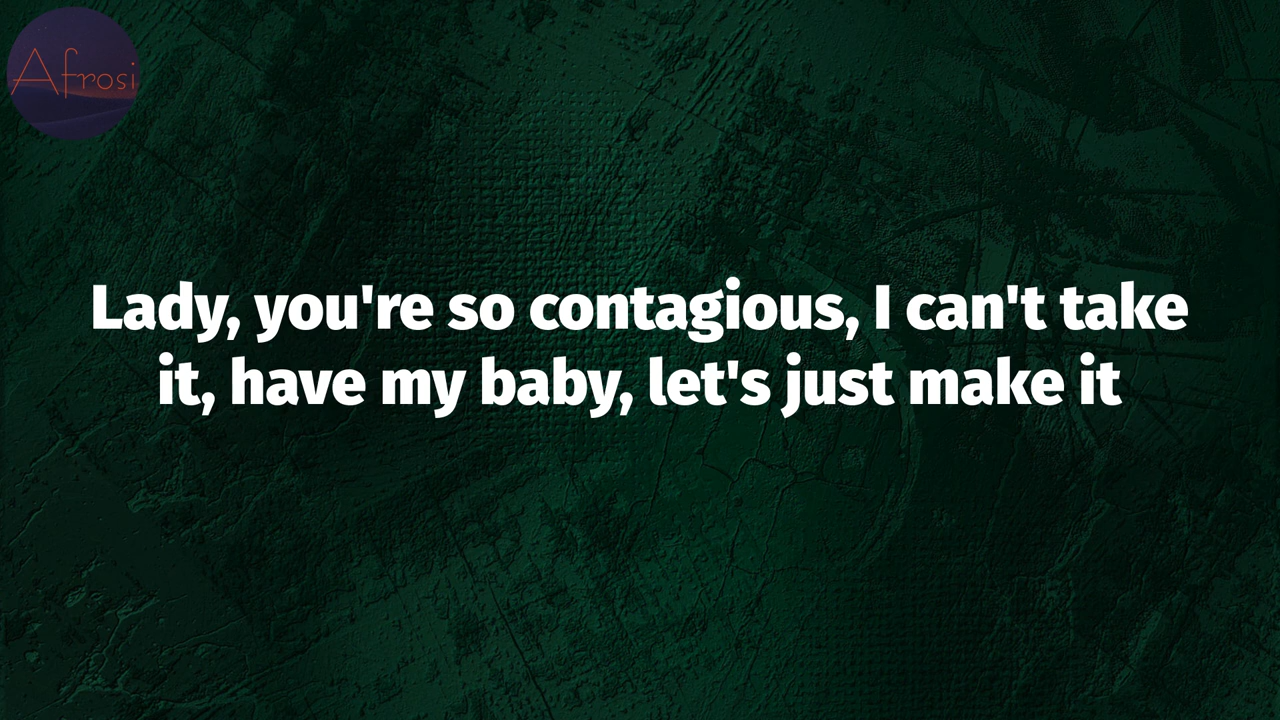 Afrosi
Lady, you're so contagious, I can't take
it, have my baby, let's just make it